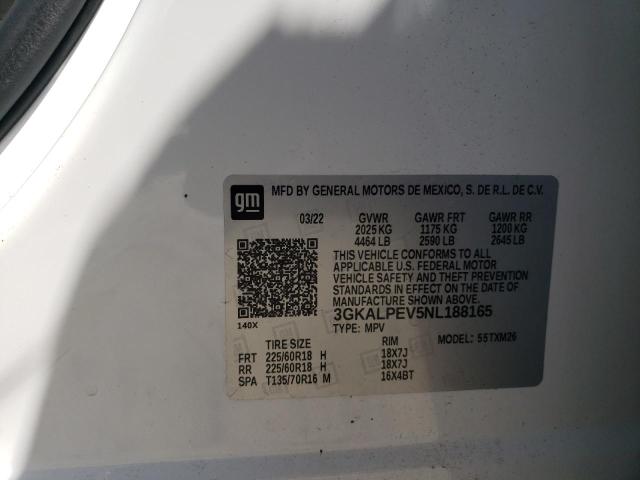 gm MFD BY GENERAL MOTORS DE MEXICO, S. DE R.L. DE C.V.
03/22 GVWR GAWR FRT GAWR RR
2025 KG 1175 KG 1200 KG
4464 LB 2590 LB 2645 LB
THIS VEHICLE CONFORMS TO ALL
APPLICABLE U.S. FEDERAL MOTOR
VEHICLE SAFETY AND THEFT PREVENTION
STANDARDS IN EFFECT ON THE DATE OF
MANUFACTURE SHOWN ABOVE.
140X 3GKALPEV5NL188165
TYPE: MPV MODEL: 55TXM26
TIRE SIZE RIM
FRT 225/60R18 H 18X7J
RR 225/60R18 H 18X7J
SPA T135/70R16 M 16X4BT